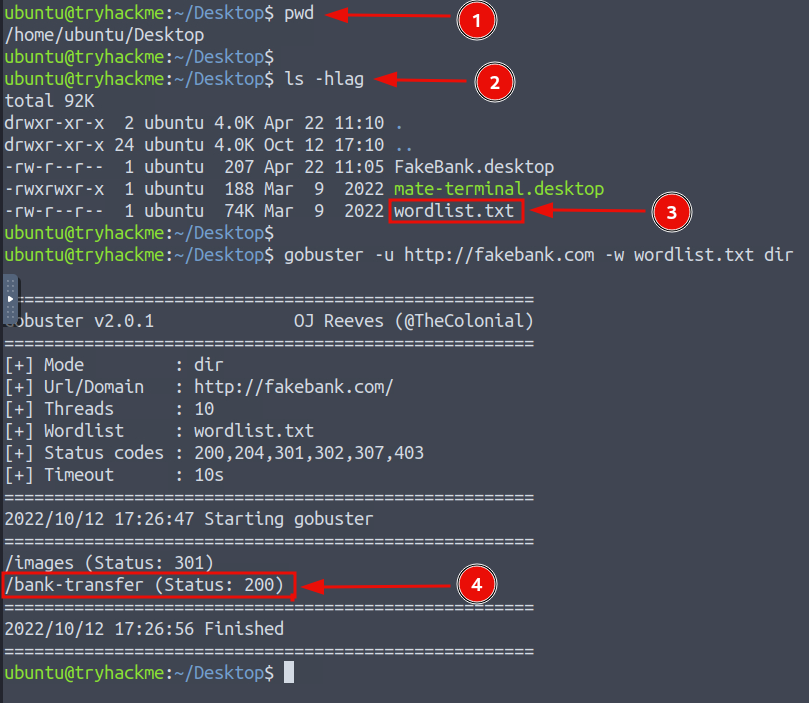 ubuntu@tryhackme:~/Desktop$ pwd
1
/home/ubuntu/Desktop
ubuntu@tryhackme:~/Desktop$
ubuntu@tryhackme:~/Desktop$ ls -hlag
2
total 92K
drwxr-xr-x  2 ubuntu 4.0K Apr 22 11:10 .
drwxr-xr-x 24 ubuntu 4.0K Oct 12 17:10 ..
-rw-r--r--  1 ubuntu  207 Apr 22 11:05 FakeBank.desktop
-rwxrwxr-x  1 ubuntu  188 Mar  9  2022 mate-terminal.desktop
-rw-r--r--  1 ubuntu  74K Mar  9  2022 wordlist.txt
3
ubuntu@tryhackme:~/Desktop$
ubuntu@tryhackme:~/Desktop$ gobuster -u http://fakebank.com -w wordlist.txt dir
=====================================================
Gobuster v2.0.1              OJ Reeves (@TheColonial)
=====================================================
[+] Mode         : dir
[+] Url/Domain   : http://fakebank.com/
[+] Threads      : 10
[+] Wordlist     : wordlist.txt
[+] Status codes : 200,204,301,302,307,403
[+] Timeout      : 10s
=====================================================
2022/10/12 17:26:47 Starting gobuster
=====================================================
/images (Status: 301)
/bank-transfer (Status: 200)
4
=====================================================
2022/10/12 17:26:56 Finished
=====================================================
ubuntu@tryhackme:~/Desktop$